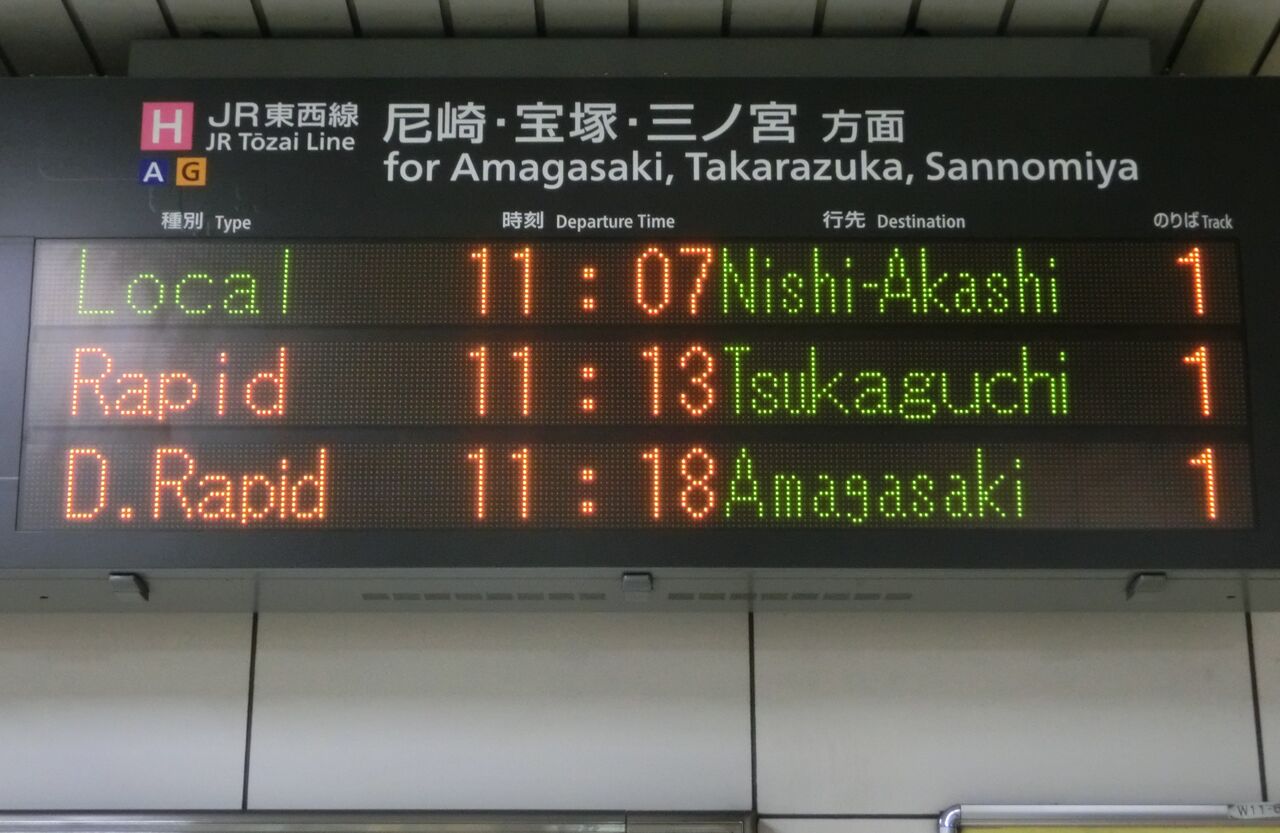 H JR東西線 尼崎・宝塚・三ノ宮 方面
JR Tōzai Line for Amagasaki, Takarazuka, Sannomiya
A G
種別 Type 時刻 Departure Time 行先 Destination のりば Track
Local 11:07 Nishi-Akashi 1
Rapid 11:13 Tsukaguchi 1
D.Rapid 11:18 Amagasaki 1